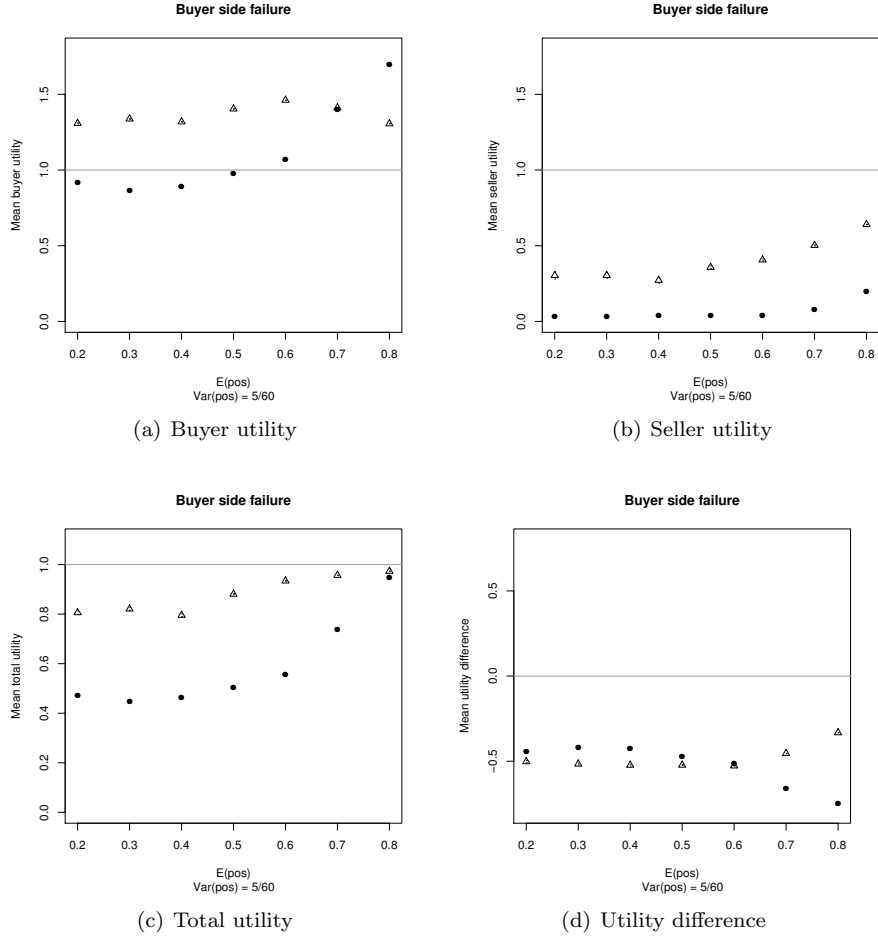 Buyer side failure
Mean buyer utility
0.0 0.5 1.0 1.5
0.2 0.3 0.4 0.5 0.6 0.7 0.8
E(pos)
Var(pos) = 5/60
(a) Buyer utility
Buyer side failure
Mean seller utility
0.0 0.5 1.0 1.5
0.2 0.3 0.4 0.5 0.6 0.7 0.8
E(pos)
Var(pos) = 5/60
(b) Seller utility
Buyer side failure
Mean total utility
0.0 0.2 0.4 0.6 0.8 1.0
0.2 0.3 0.4 0.5 0.6 0.7 0.8
E(pos)
Var(pos) = 5/60
(c) Total utility
Buyer side failure
Mean utility difference
−0.5 0.0 0.5
0.2 0.3 0.4 0.5 0.6 0.7 0.8
E(pos)
Var(pos) = 5/60
(d) Utility difference